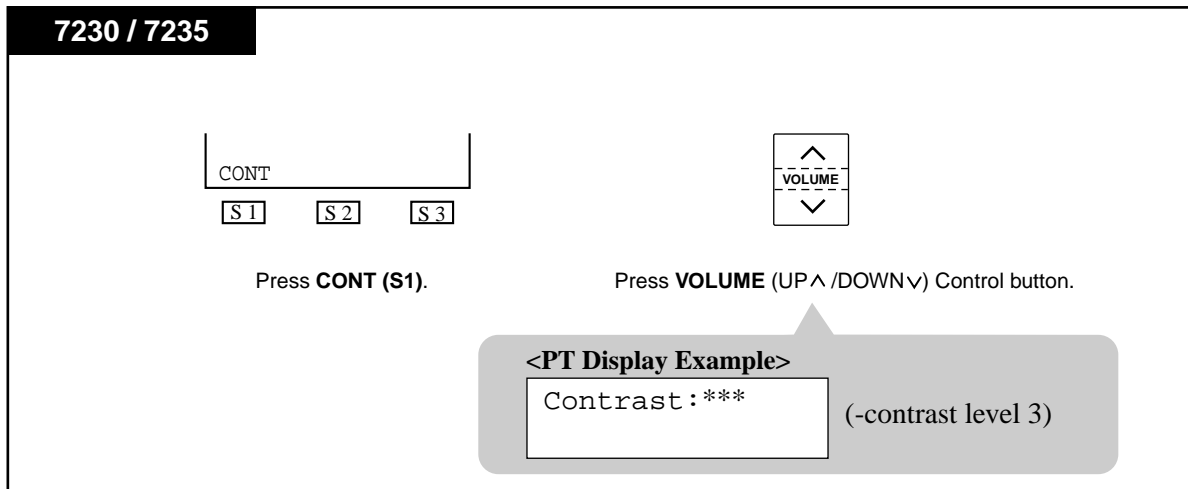 7230 / 7235
CONT
VOLUME
S 1 S 2 S 3
Press CONT (S1).
Press VOLUME (UP∧ /DOWN∨) Control button.
<PT Display Example>
Contrast:***
(-contrast level 3)